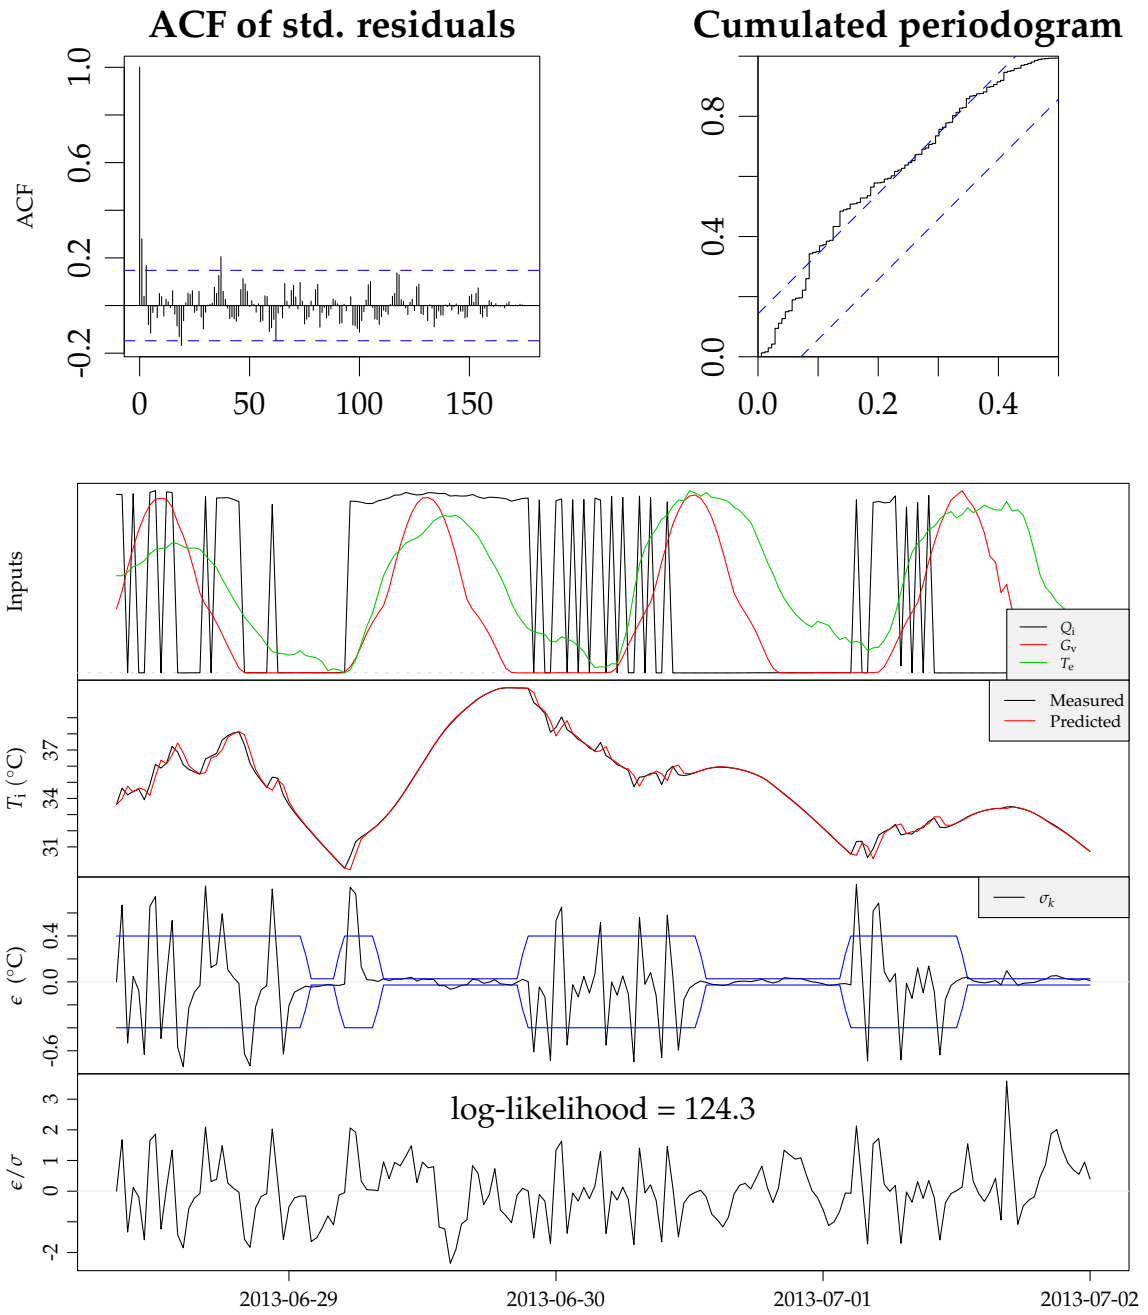 ACF of std. residuals
Cumulated periodogram
ACF
1.0
0.6
0.2
-0.2
0
50
100
150
0.8
0.4
0.0
0.0
0.2
0.4
Inputs
Qi
Gv
Te
Ti (°C)
37
34
31
Measured
Predicted
ϵ (°C)
0.4
0.0
-0.6
σk
ϵ/σ
3
2
1
0
-2
log-likelihood = 124.3
2013-06-29
2013-06-30
2013-07-01
2013-07-02